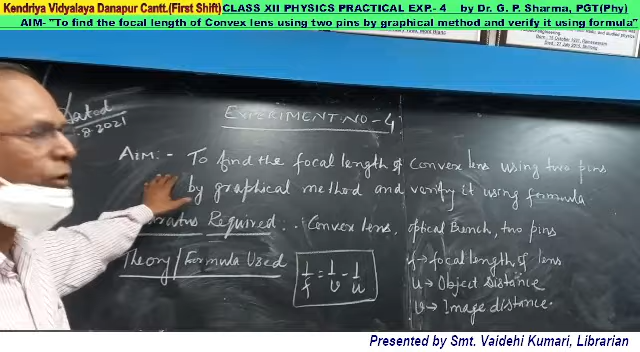 Kendriya Vidyalaya Danapur Cantt.(First Shift) CLASS XII PHYSICS PRACTICAL EXP.- 4 by Dr. G. P. Sharma, PGT(Phy)
AIM- "To find the focal length of Convex lens using two pins by graphical method and verify it using formula"
EXPERIMENT NO-4
.8.2021
AIM:- To find the focal length of Convex lens using two pins
by graphical method and verify it using formula
Required:- Convex lens, optical Bench, two pins
Theory/Formula Used 1/f = 1/v - 1/u
f → focal length of lens
u → Object Distance
v → Image distance.
Presented by Smt. Vaidehi Kumari, Librarian